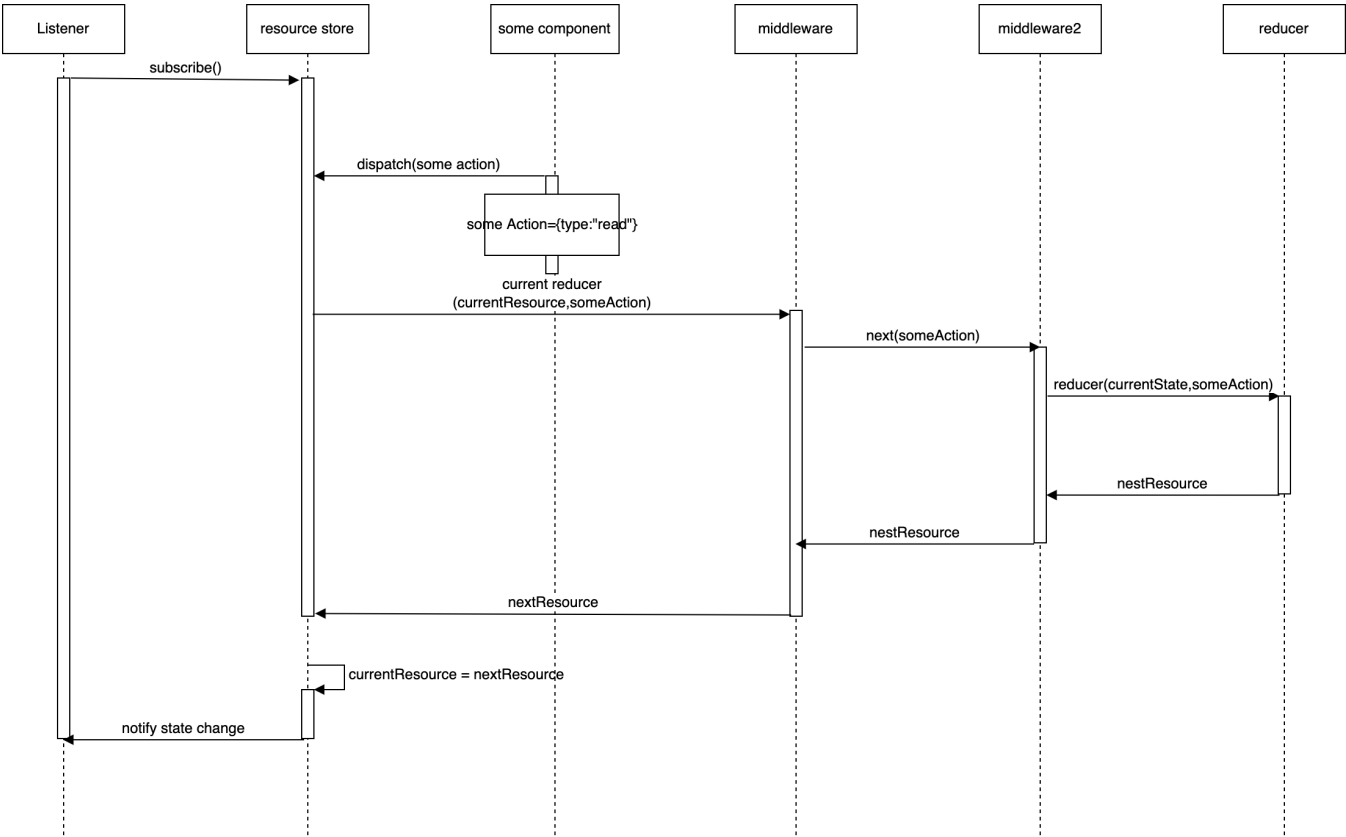 Listener
resource store
some component
middleware
middleware2
reducer
subscribe()
dispatch(some action)
some Action={type:"read"}
current reducer
(currentResource,someAction)
next(someAction)
reducer(currentState,someAction)
nestResource
nestResource
nextResource
currentResource = nextResource
notify state change